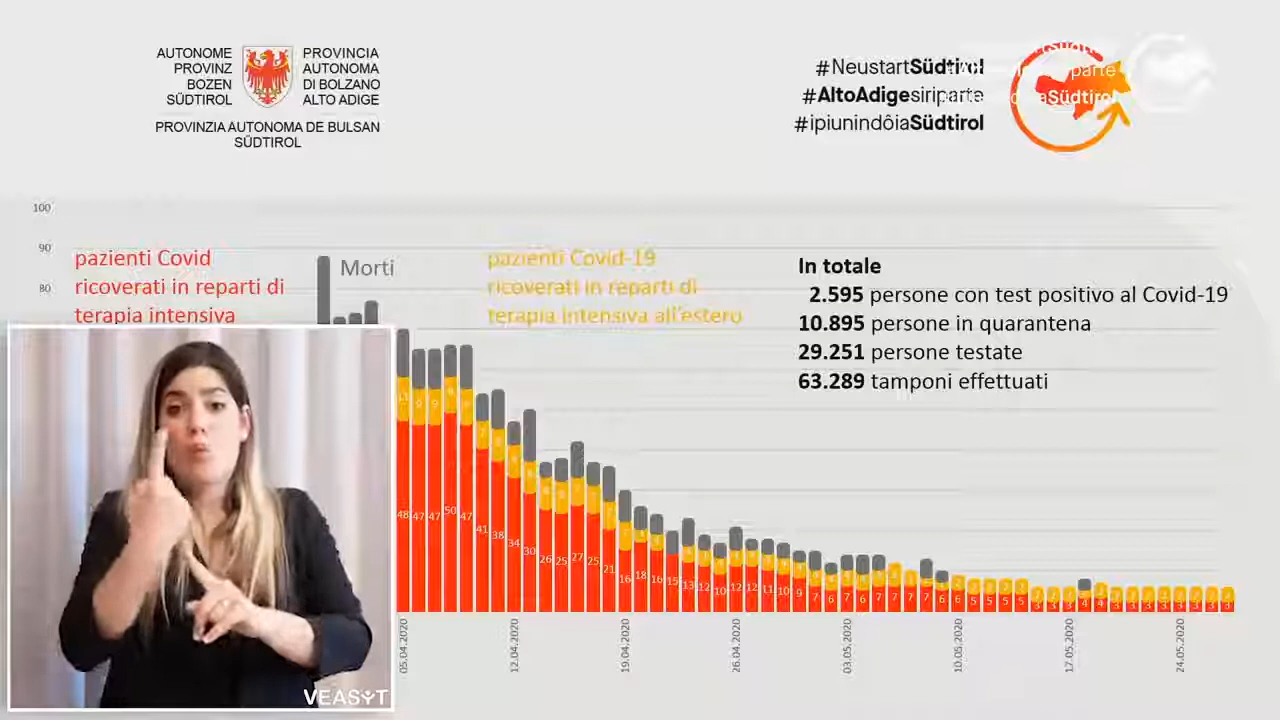 AUTONOME
PROVINZ
BOZEN
SÜDTIROL
PROVINCIA
AUTONOMA
DI BOLZANO
ALTO ADIGE
PROVINZIA AUTONOMA DE BULSAN
SÜDTIROL
#NeustartSüdtirol
#AltoAdigesiriparte
#ipiunindôiaSüdtirol
100
90
80
pazienti Covid
ricoverati in reparti di
terapia intensiva
Morti
pazienti Covid-19
ricoverati in reparti di
terapia intensiva all'estero
In totale
2.595 persone con test positivo al Covid-19
10.895 persone in quarantena
29.251 persone testate
63.289 tamponi effettuati
48 47 47 50 47 41 38 34 30 26 25 27 25 21 16 18 16 15 13 12 10 12 12 11 10 9 7 6 7 6 7 7 7 7 6 6 5 5 5 5 3 3 3 4 4 3 3 3 3 3 3 3 3
05.04.2020
12.04.2020
19.04.2020
26.04.2020
03.05.2020
10.05.2020
17.05.2020
24.05.2020
VEASYT